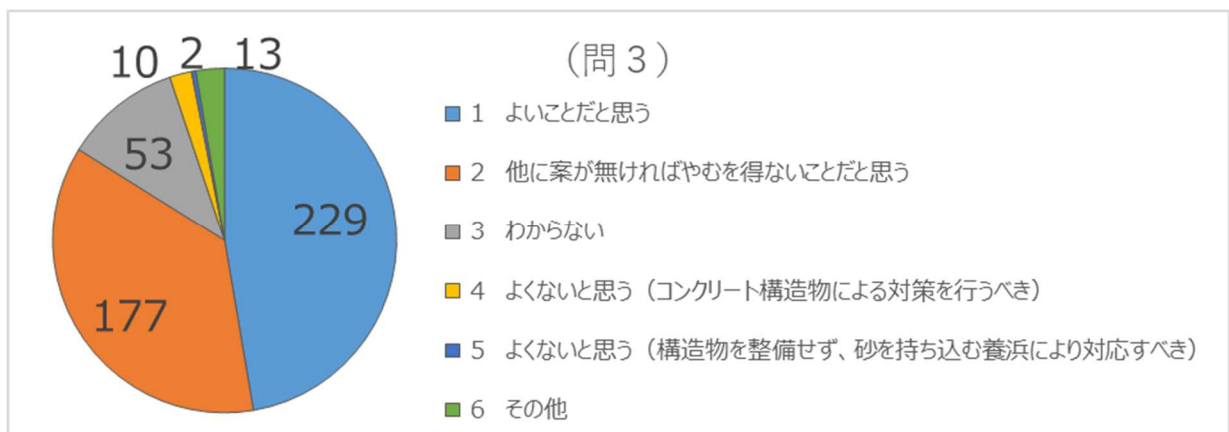 (問3)
10
2
13
53
229
177
1 よいことだと思う
2 他に案が無ければやむを得ないことだと思う
3 わからない
4 よくないと思う（コンクリート構造物による対策を行うべき）
5 よくないと思う（構造物を整備せず、砂を持ち込む養浜により対応すべき）
6 その他